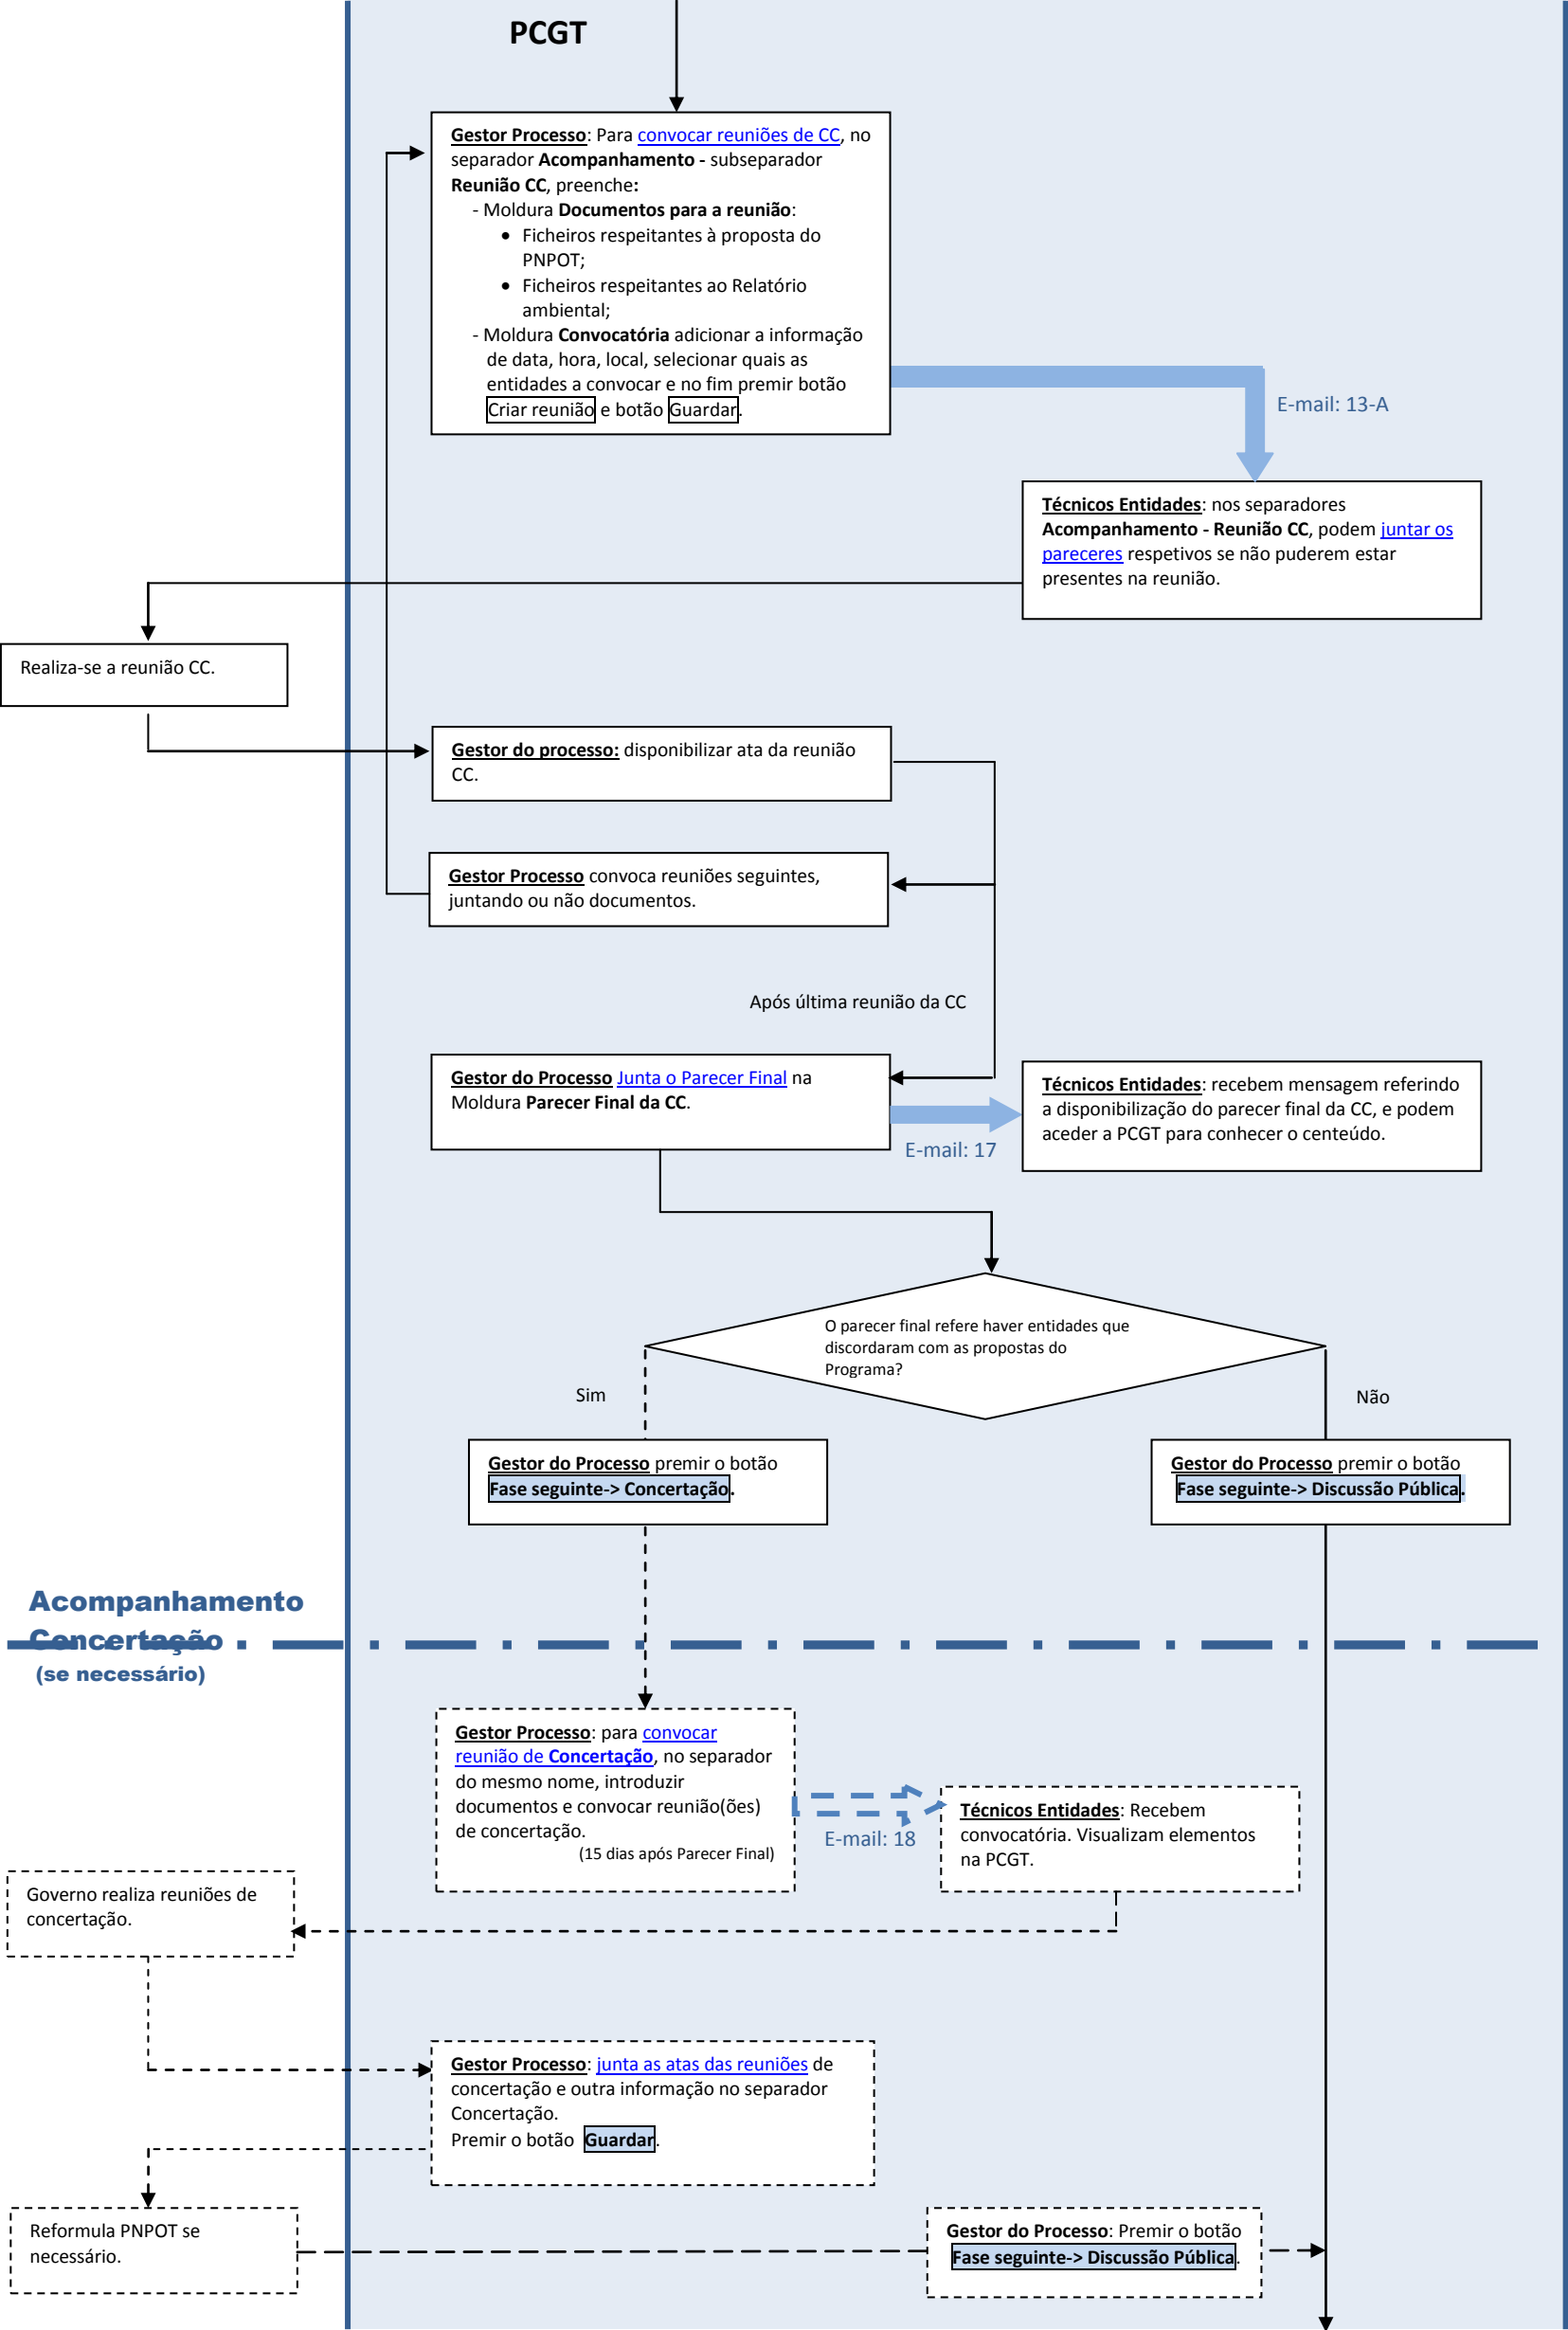 PCGT
Gestor Processo: Para convocar reuniões de CC, no
separador Acompanhamento - subseparador
Reunião CC, preenche:
- Moldura Documentos para a reunião:
• Ficheiros respeitantes à proposta do
PNPOT;
• Ficheiros respeitantes ao Relatório
ambiental;
- Moldura Convocatória adicionar a informação
de data, hora, local, selecionar quais as
entidades a convocar e no fim premir botão
Criar reunião e botão Guardar.
E-mail: 13-A
Técnicos Entidades: nos separadores
Acompanhamento - Reunião CC, podem juntar os
pareceres respetivos se não puderem estar
presentes na reunião.
Realiza-se a reunião CC.
Gestor do processo: disponibilizar ata da reunião
CC.
Gestor Processo convoca reuniões seguintes,
juntando ou não documentos.
Após última reunião da CC
Gestor do Processo Junta o Parecer Final na
Moldura Parecer Final da CC.
E-mail: 17
Técnicos Entidades: recebem mensagem referindo
a disponibilização do parecer final da CC, e podem
aceder a PCGT para conhecer o centeúdo.
O parecer final refere haver entidades que
discordaram com as propostas do
Programa?
Sim
Não
Gestor do Processo premir o botão
Fase seguinte-> Concertação.
Gestor do Processo premir o botão
Fase seguinte-> Discussão Pública.
Acompanhamento
Concertação
(se necessário)
Gestor Processo: para convocar
reunião de Concertação, no separador
do mesmo nome, introduzir
documentos e convocar reunião(ões)
de concertação.
(15 dias após Parecer Final)
E-mail: 18
Técnicos Entidades: Recebem
convocatória. Visualizam elementos
na PCGT.
Governo realiza reuniões de
concertação.
Gestor Processo: junta as atas das reuniões de
concertação e outra informação no separador
Concertação.
Premir o botão Guardar.
Reformula PNPOT se
necessário.
Gestor do Processo: Premir o botão
Fase seguinte-> Discussão Pública.